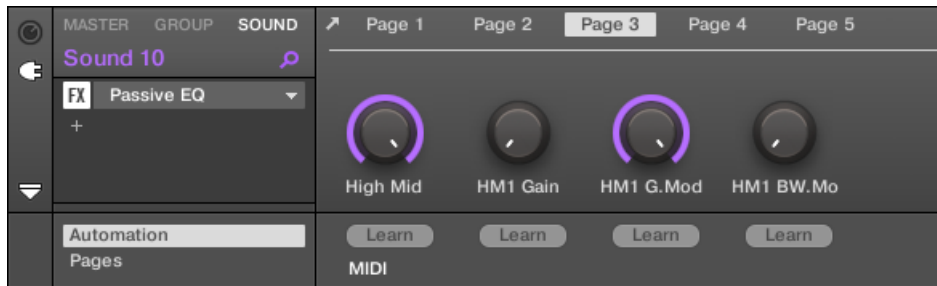 MASTER GROUP SOUND
Sound 10
FX Passive EQ
+
Page 1 Page 2 Page 3 Page 4 Page 5
High Mid HM1 Gain HM1 G.Mod HM1 BW.Mo
Automation
Pages
Learn Learn Learn Learn
MIDI